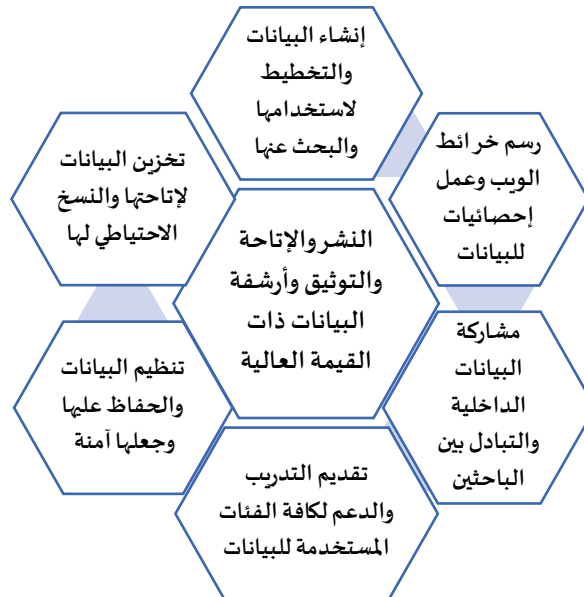 إنشاء البيانات
والتخطيط
لاستخدامها
والبحث عنها
رسم خرائط
الويب وعمل
إحصائيات
للبيانات
تخزين البيانات
لإتاحتها والنسخ
الاحتياطي لها
النشر والإتاحة
والتوثيق وأرشفة
البيانات ذات
القيمة العالية
مشاركة
البيانات
الداخلية
والتبادل بين
الباحثين
تنظيم البيانات
والحفاظ عليها
وجعلها آمنة
تقديم التدريب
والدعم لكافة الفئات
المستخدمة للبيانات